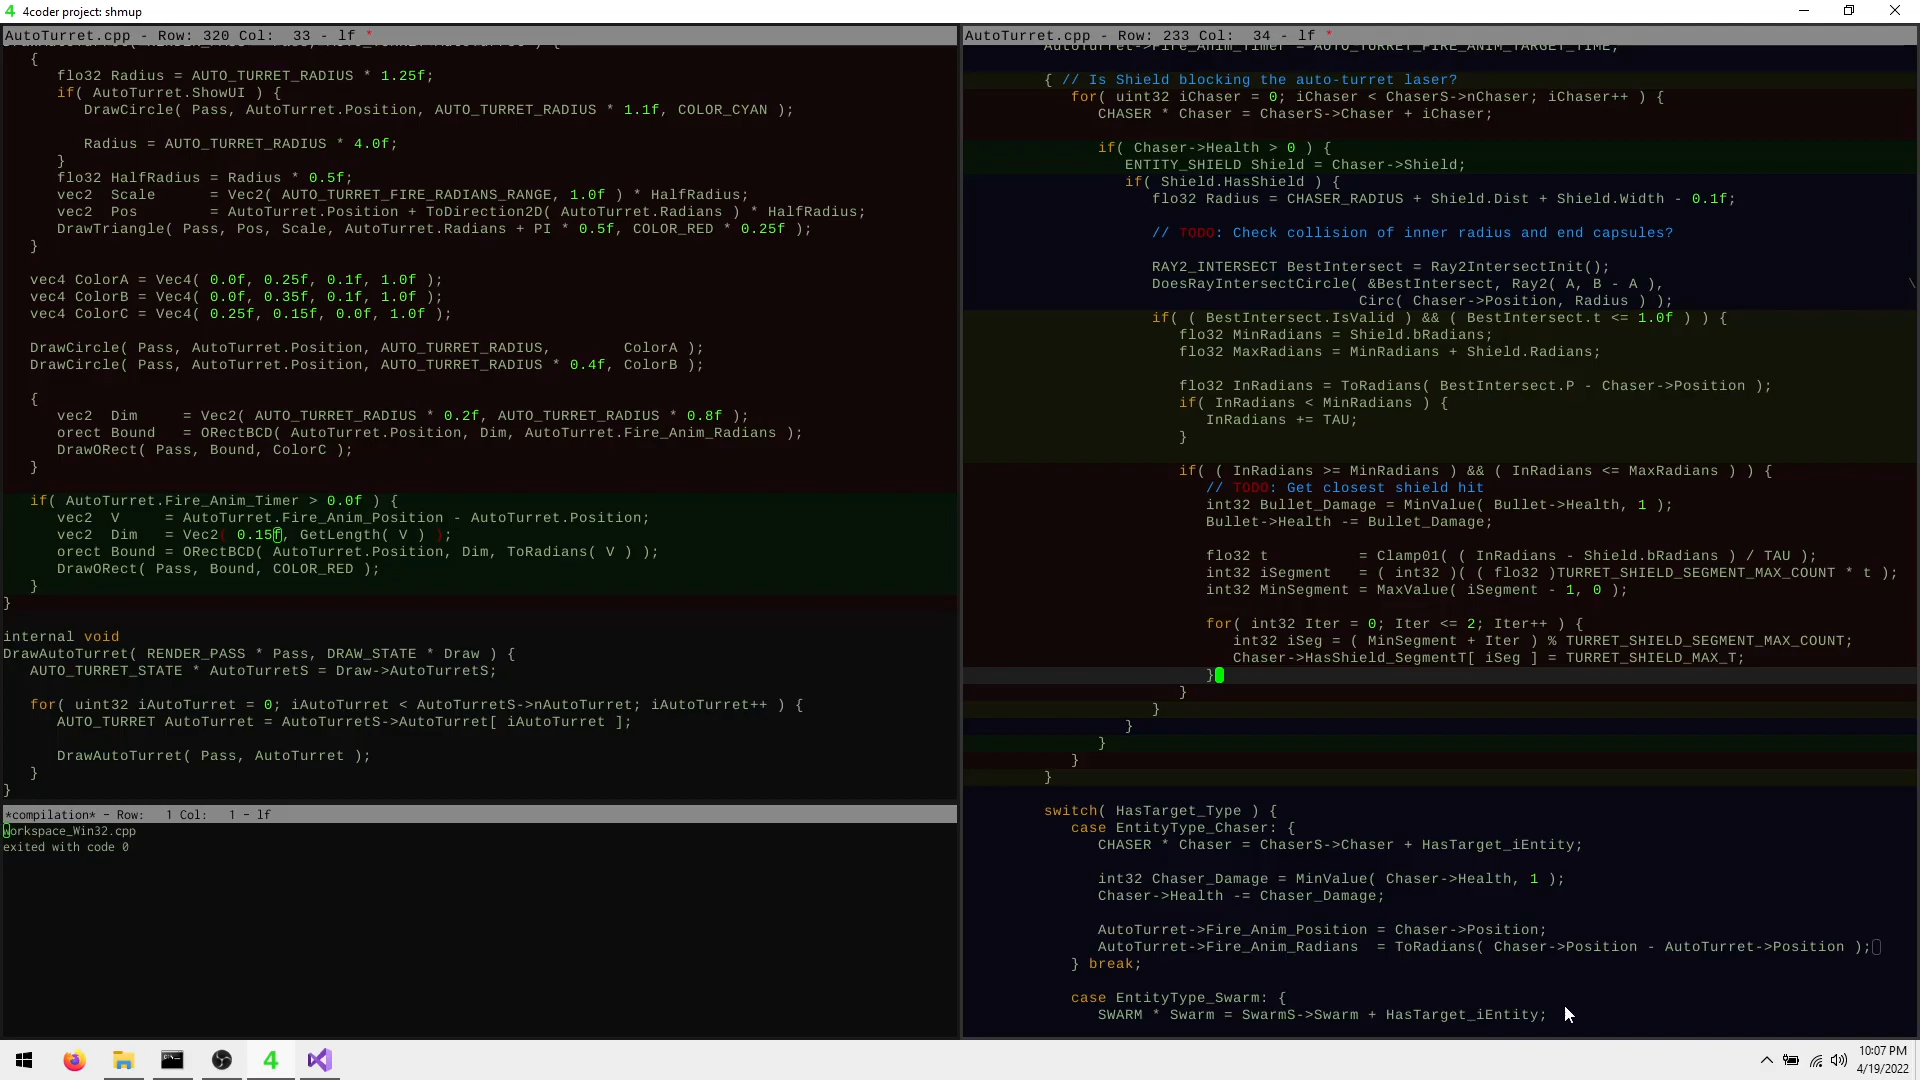 4 4coder project: shmup
AutoTurret.cpp - Row: 320 Col:  33 - lf *
DrawAutoTurret( RENDER_PASS * Pass, AUTO_TURRET AutoTurret ) {
   {
      flo32 Radius = AUTO_TURRET_RADIUS * 1.25f;
      if( AutoTurret.ShowUI ) {
         DrawCircle( Pass, AutoTurret.Position, AUTO_TURRET_RADIUS * 1.1f, COLOR_CYAN );
         Radius = AUTO_TURRET_RADIUS * 4.0f;
      }
      flo32 HalfRadius = Radius * 0.5f;
      vec2  Scale      = Vec2( AUTO_TURRET_FIRE_RADIANS_RANGE, 1.0f ) * HalfRadius;
      vec2  Pos        = AutoTurret.Position + ToDirection2D( AutoTurret.Radians ) * HalfRadius;
      DrawTriangle( Pass, Pos, Scale, AutoTurret.Radians + PI * 0.5f, COLOR_RED * 0.25f );
   }
   vec4 ColorA = Vec4( 0.0f, 0.25f, 0.1f, 1.0f );
   vec4 ColorB = Vec4( 0.0f, 0.35f, 0.1f, 1.0f );
   vec4 ColorC = Vec4( 0.25f, 0.15f, 0.0f, 1.0f );
   DrawCircle( Pass, AutoTurret.Position, AUTO_TURRET_RADIUS,        ColorA );
   DrawCircle( Pass, AutoTurret.Position, AUTO_TURRET_RADIUS * 0.4f, ColorB );
   {
      vec2  Dim     = Vec2( AUTO_TURRET_RADIUS * 0.2f, AUTO_TURRET_RADIUS * 0.8f );
      orect Bound   = ORectBCD( AutoTurret.Position, Dim, AutoTurret.Fire_Anim_Radians );
      DrawORect( Pass, Bound, ColorC );
   }
   if( AutoTurret.Fire_Anim_Timer > 0.0f ) {
      vec2  V     = AutoTurret.Fire_Anim_Position - AutoTurret.Position;
      vec2  Dim   = Vec2( 0.15f, GetLength( V ) );
      orect Bound = ORectBCD( AutoTurret.Position, Dim, ToRadians( V ) );
      DrawORect( Pass, Bound, COLOR_RED );
   }
}
internal void
DrawAutoTurret( RENDER_PASS * Pass, DRAW_STATE * Draw ) {
   AUTO_TURRET_STATE * AutoTurretS = Draw->AutoTurretS;
   for( uint32 iAutoTurret = 0; iAutoTurret < AutoTurretS->nAutoTurret; iAutoTurret++ ) {
      AUTO_TURRET AutoTurret = AutoTurretS->AutoTurret[ iAutoTurret ];
      DrawAutoTurret( Pass, AutoTurret );
   }
}
*compilation* - Row:   1 Col:   1 - lf
workspace_Win32.cpp
exited with code 0
AutoTurret.cpp - Row: 233 Col:  34 - lf *
AutoTurret->Fire_Anim_Timer = AUTO_TURRET_FIRE_ANIM_TARGET_TIME;
{ // Is Shield blocking the auto-turret laser?
   for( uint32 iChaser = 0; iChaser < ChaserS->nChaser; iChaser++ ) {
      CHASER * Chaser = ChaserS->Chaser + iChaser;
      if( Chaser->Health > 0 ) {
         ENTITY_SHIELD Shield = Chaser->Shield;
         if( Shield.HasShield ) {
            flo32 Radius = CHASER_RADIUS + Shield.Dist + Shield.Width - 0.1f;
            // TODO: Check collision of inner radius and end capsules?
            RAY2_INTERSECT BestIntersect = Ray2IntersectInit();
            DoesRayIntersectCircle( &BestIntersect, Ray2( A, B - A ), \
                                   Circ( Chaser->Position, Radius ) );
            if( ( BestIntersect.IsValid ) && ( BestIntersect.t <= 1.0f ) ) {
               flo32 MinRadians = Shield.bRadians;
               flo32 MaxRadians = MinRadians + Shield.Radians;
               flo32 InRadians = ToRadians( BestIntersect.P - Chaser->Position );
               if( InRadians < MinRadians ) {
                  InRadians += TAU;
               }
               if( ( InRadians >= MinRadians ) && ( InRadians <= MaxRadians ) ) {
                  // TODO: Get closest shield hit
                  int32 Bullet_Damage = MinValue( Bullet->Health, 1 );
                  Bullet->Health -= Bullet_Damage;
                  flo32 t          = Clamp01( ( InRadians - Shield.bRadians ) / TAU );
                  int32 iSegment   = ( int32 )( ( flo32 )TURRET_SHIELD_SEGMENT_MAX_COUNT * t );
                  int32 MinSegment = MaxValue( iSegment - 1, 0 );
                  for( int32 Iter = 0; Iter <= 2; Iter++ ) {
                     int32 iSeg = ( MinSegment + Iter ) % TURRET_SHIELD_SEGMENT_MAX_COUNT;
                     Chaser->HasShield_SegmentT[ iSeg ] = TURRET_SHIELD_MAX_T;
                  }
               }
            }
         }
      }
   }
}
switch( HasTarget_Type ) {
   case EntityType_Chaser: {
      CHASER * Chaser = ChaserS->Chaser + HasTarget_iEntity;
      int32 Chaser_Damage = MinValue( Chaser->Health, 1 );
      Chaser->Health -= Chaser_Damage;
      AutoTurret->Fire_Anim_Position = Chaser->Position;
      AutoTurret->Fire_Anim_Radians  = ToRadians( Chaser->Position - AutoTurret->Position );
   } break;
   case EntityType_Swarm: {
      SWARM * Swarm = SwarmS->Swarm + HasTarget_iEntity;
4
10:07 PM
4/19/2022